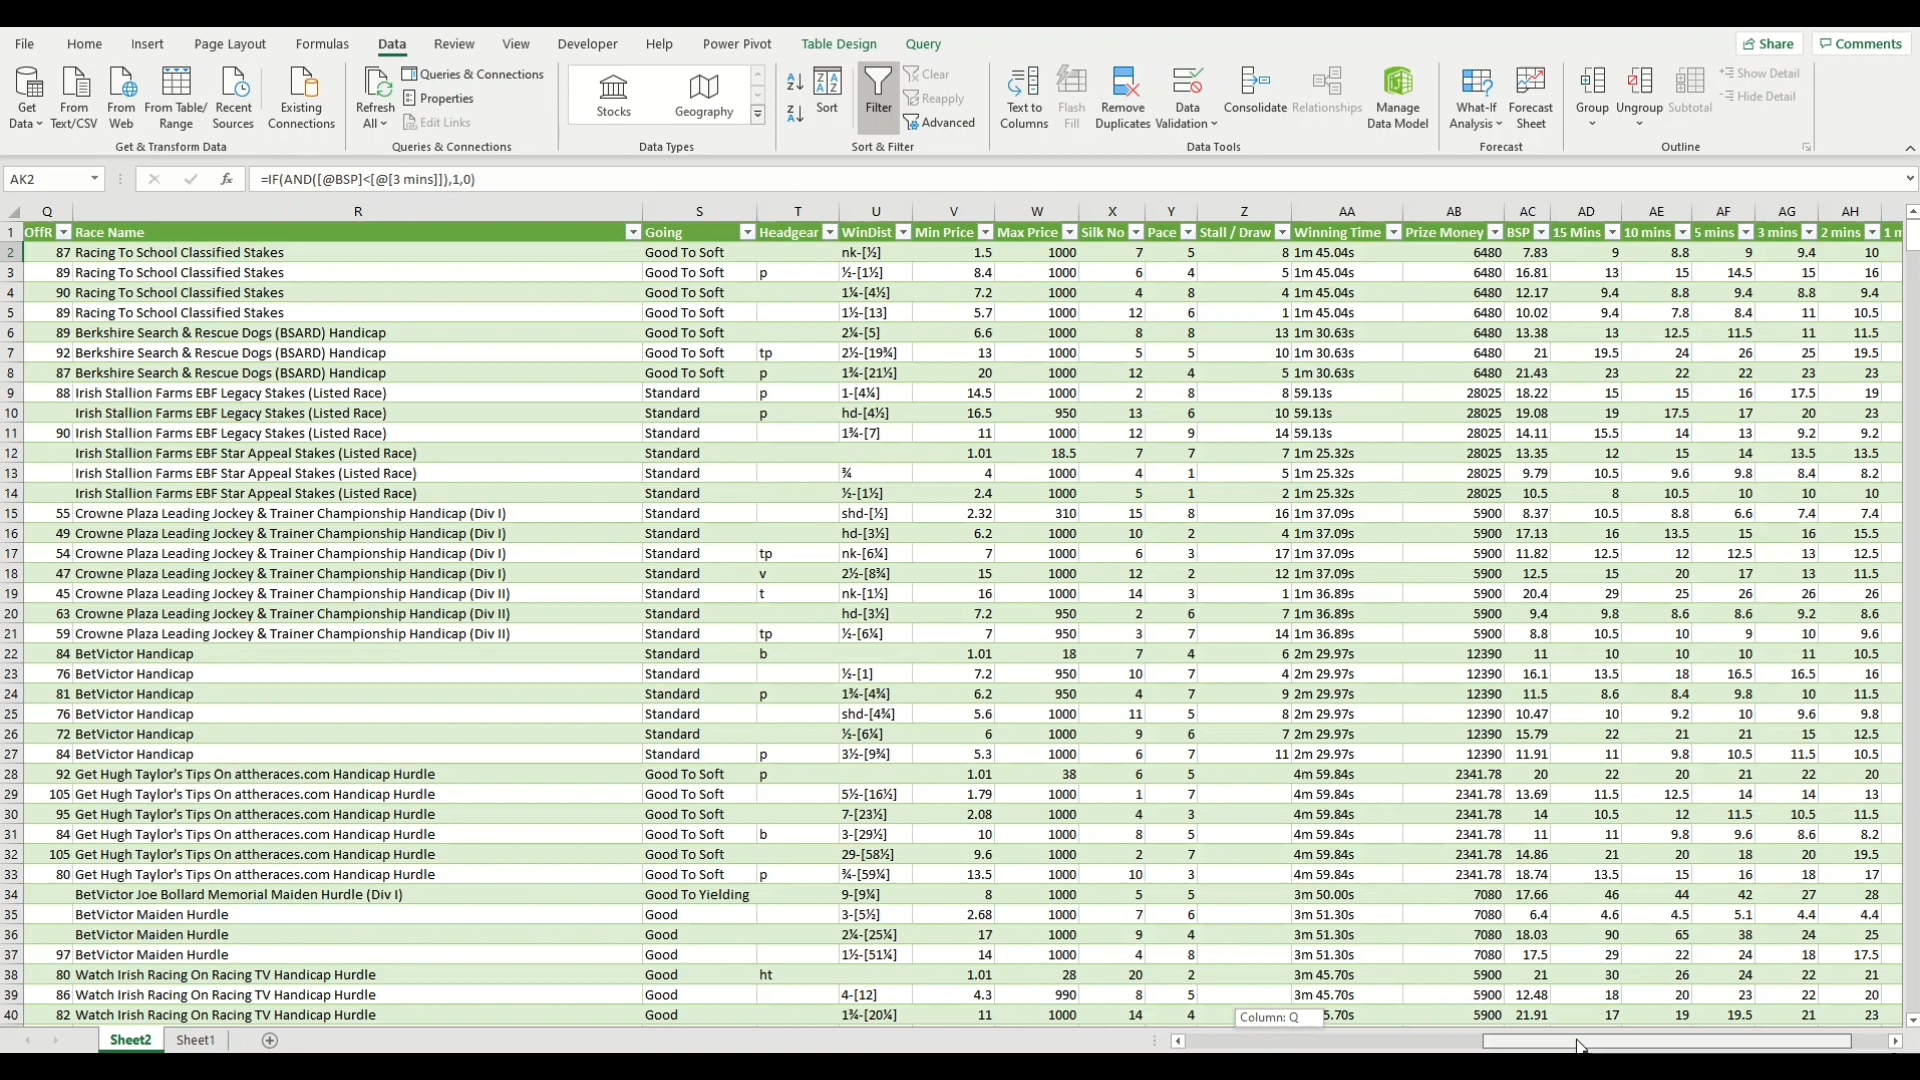 File Home Insert Page Layout Formulas Data Review View Developer Help Power Pivot Table Design Query Share Comments
Get Data From Text/CSV From Web From Table/ Range Recent Sources Existing Connections
Get & Transform Data
Refresh All Queries & Connections Properties Edit Links
Queries & Connections
Stocks Geography
Data Types
Sort Filter Clear Reapply Advanced
Sort & Filter
Text to Columns Flash Fill Remove Duplicates Data Validation Consolidate Relationships Manage Data Model
Data Tools
What-If Analysis Forecast Sheet
Forecast
Group Ungroup Subtotal Show Detail Hide Detail
Outline
AK2 fx =IF(AND([@BSP]<[@[3 mins]]),1,0)
Q R S T U V W X Y Z AA AB AC AD AE AF AG AH
1 OffR Race Name Going Headgear WinDist Min Price Max Price Silk No Pace Stall / Draw Winning Time Prize Money BSP 15 Mins 10 mins 5 mins 3 mins 2 mins 1 m
2 87 Racing To School Classified Stakes Good To Soft nk-[½] 1.5 1000 7 5 8 1m 45.04s 6480 7.83 9 8.8 9 9.4 10
3 89 Racing To School Classified Stakes Good To Soft p ½-[1½] 8.4 1000 6 4 5 1m 45.04s 6480 16.81 13 15 14.5 15 16
4 90 Racing To School Classified Stakes Good To Soft 1¼-[4½] 7.2 1000 4 8 4 1m 45.04s 6480 12.17 9.4 8.8 9.4 8.8 9.4
5 89 Racing To School Classified Stakes Good To Soft 1½-[13] 5.7 1000 12 6 1 1m 45.04s 6480 10.02 9.4 7.8 8.4 11 10.5
6 89 Berkshire Search & Rescue Dogs (BSARD) Handicap Good To Soft 2¼-[5] 6.6 1000 8 8 13 1m 30.63s 6480 13.38 13 12.5 11.5 11 11.5
7 92 Berkshire Search & Rescue Dogs (BSARD) Handicap Good To Soft tp 2½-[19¾] 13 1000 5 5 10 1m 30.63s 6480 21 19.5 24 26 25 19.5
8 87 Berkshire Search & Rescue Dogs (BSARD) Handicap Good To Soft p 1¾-[21½] 20 1000 12 4 5 1m 30.63s 6480 21.43 23 22 22 23 23
9 88 Irish Stallion Farms EBF Legacy Stakes (Listed Race) Standard p 1-[4¼] 14.5 1000 2 8 8 59.13s 28025 18.22 15 15 16 17.5 19
10 Irish Stallion Farms EBF Legacy Stakes (Listed Race) Standard p hd-[4½] 16.5 950 13 6 10 59.13s 28025 19.08 19 17.5 17 20 23
11 90 Irish Stallion Farms EBF Legacy Stakes (Listed Race) Standard 1¾-[7] 11 1000 12 9 14 59.13s 28025 14.11 15.5 14 13 9.2 9.2
12 Irish Stallion Farms EBF Star Appeal Stakes (Listed Race) Standard 1.01 18.5 7 7 7 1m 25.32s 28025 13.35 12 15 14 13.5 13.5
13 Irish Stallion Farms EBF Star Appeal Stakes (Listed Race) Standard ¾ 4 1000 4 1 5 1m 25.32s 28025 9.79 10.5 9.6 9.8 8.4 8.2
14 Irish Stallion Farms EBF Star Appeal Stakes (Listed Race) Standard ½-[1½] 2.4 1000 5 1 2 1m 25.32s 28025 10.5 8 10.5 10 10 10
15 55 Crowne Plaza Leading Jockey & Trainer Championship Handicap (Div I) Standard shd-[½] 2.32 310 15 8 16 1m 37.09s 5900 8.37 10.5 8.8 6.6 7.4 7.4
16 49 Crowne Plaza Leading Jockey & Trainer Championship Handicap (Div I) Standard hd-[3½] 6.2 1000 10 2 4 1m 37.09s 5900 17.13 16 13.5 15 16 15.5
17 54 Crowne Plaza Leading Jockey & Trainer Championship Handicap (Div I) Standard tp nk-[6¼] 7 1000 6 3 17 1m 37.09s 5900 11.82 12.5 12 12.5 13 12.5
18 47 Crowne Plaza Leading Jockey & Trainer Championship Handicap (Div I) Standard v 2½-[8¾] 15 1000 12 2 12 1m 37.09s 5900 12.5 15 20 17 13 11.5
19 45 Crowne Plaza Leading Jockey & Trainer Championship Handicap (Div II) Standard t nk-[1½] 16 1000 14 3 1 1m 36.89s 5900 20.4 29 25 26 26 26
20 63 Crowne Plaza Leading Jockey & Trainer Championship Handicap (Div II) Standard hd-[3½] 7.2 950 2 6 7 1m 36.89s 5900 9.4 9.8 8.6 8.6 9.2 8.6
21 59 Crowne Plaza Leading Jockey & Trainer Championship Handicap (Div II) Standard tp ½-[6¼] 7 950 3 7 14 1m 36.89s 5900 8.8 10.5 10 9 10 9.6
22 84 BetVictor Handicap Standard b 1.01 18 7 4 6 2m 29.97s 12390 11 10 10 10 11 10.5
23 76 BetVictor Handicap Standard ½-[1] 7.2 950 10 7 4 2m 29.97s 12390 16.1 13.5 18 16.5 16.5 16
24 81 BetVictor Handicap Standard p 1¾-[4¾] 6.2 950 4 7 9 2m 29.97s 12390 11.5 8.6 8.4 9.8 10 11.5
25 76 BetVictor Handicap Standard shd-[4¾] 5.6 1000 11 5 8 2m 29.97s 12390 10.47 10 9.2 10 9.6 9.8
26 72 BetVictor Handicap Standard ½-[6¼] 6 1000 9 6 7 2m 29.97s 12390 15.79 22 21 21 15 12.5
27 84 BetVictor Handicap Standard p 3½-[9¾] 5.3 1000 6 7 11 2m 29.97s 12390 11.91 11 9.8 10.5 11.5 10.5
28 92 Get Hugh Taylor's Tips On attheraces.com Handicap Hurdle Good To Soft p 1.01 38 6 5 4m 59.84s 2341.78 20 22 20 21 22 20
29 105 Get Hugh Taylor's Tips On attheraces.com Handicap Hurdle Good To Soft 5½-[16½] 1.79 1000 1 7 4m 59.84s 2341.78 13.69 11.5 12.5 14 14 13
30 95 Get Hugh Taylor's Tips On attheraces.com Handicap Hurdle Good To Soft 7-[23½] 2.08 1000 4 3 4m 59.84s 2341.78 14 10.5 12 11.5 10.5 11.5
31 84 Get Hugh Taylor's Tips On attheraces.com Handicap Hurdle Good To Soft b 3-[29½] 10 1000 8 5 4m 59.84s 2341.78 11 11 9.8 9.6 8.6 8.2
32 105 Get Hugh Taylor's Tips On attheraces.com Handicap Hurdle Good To Soft 29-[58½] 9.6 1000 2 7 4m 59.84s 2341.78 14.86 21 20 18 20 19.5
33 80 Get Hugh Taylor's Tips On attheraces.com Handicap Hurdle Good To Soft p ¾-[59¼] 13.5 1000 10 3 4m 59.84s 2341.78 18.74 13.5 15 16 18 17
34 BetVictor Joe Bollard Memorial Maiden Hurdle (Div I) Good To Yielding 9-[9¼] 8 1000 5 5 3m 50.00s 7080 17.66 46 44 42 27 28
35 BetVictor Maiden Hurdle Good 3-[5½] 2.68 1000 7 6 3m 51.30s 7080 6.4 4.6 4.5 5.1 4.4 4.4
36 BetVictor Maiden Hurdle Good 2¼-[25¼] 17 1000 9 4 3m 51.30s 7080 18.03 90 65 38 24 25
37 97 BetVictor Maiden Hurdle Good 1½-[51¼] 14 1000 4 8 3m 51.30s 7080 17.5 29 22 24 18 17.5
38 80 Watch Irish Racing On Racing TV Handicap Hurdle Good ht 1.01 28 20 2 3m 45.70s 5900 21 30 26 24 22 21
39 86 Watch Irish Racing On Racing TV Handicap Hurdle Good 4-[12] 4.3 990 8 5 3m 45.70s 5900 12.48 18 20 23 22 20
40 82 Watch Irish Racing On Racing TV Handicap Hurdle Good 1¾-[20¼] 11 1000 14 4 5.70s 5900 21.91 17 19 19.5 21 23
Column: Q
Sheet2 Sheet1